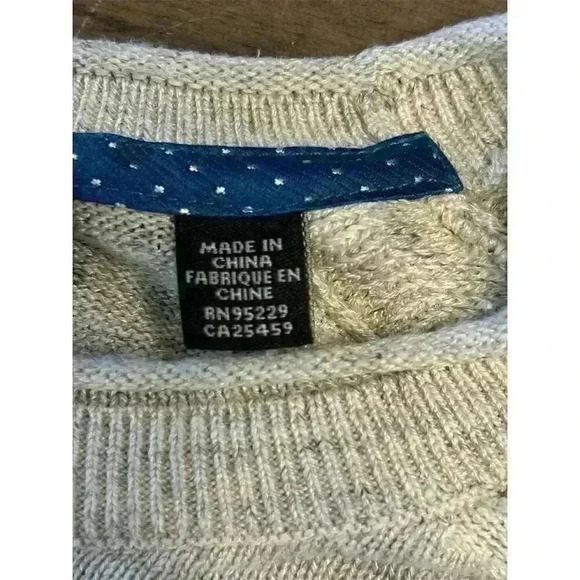 MADE IN
CHINA
FABRIQUE EN
CHINE
RN95229
CA25459